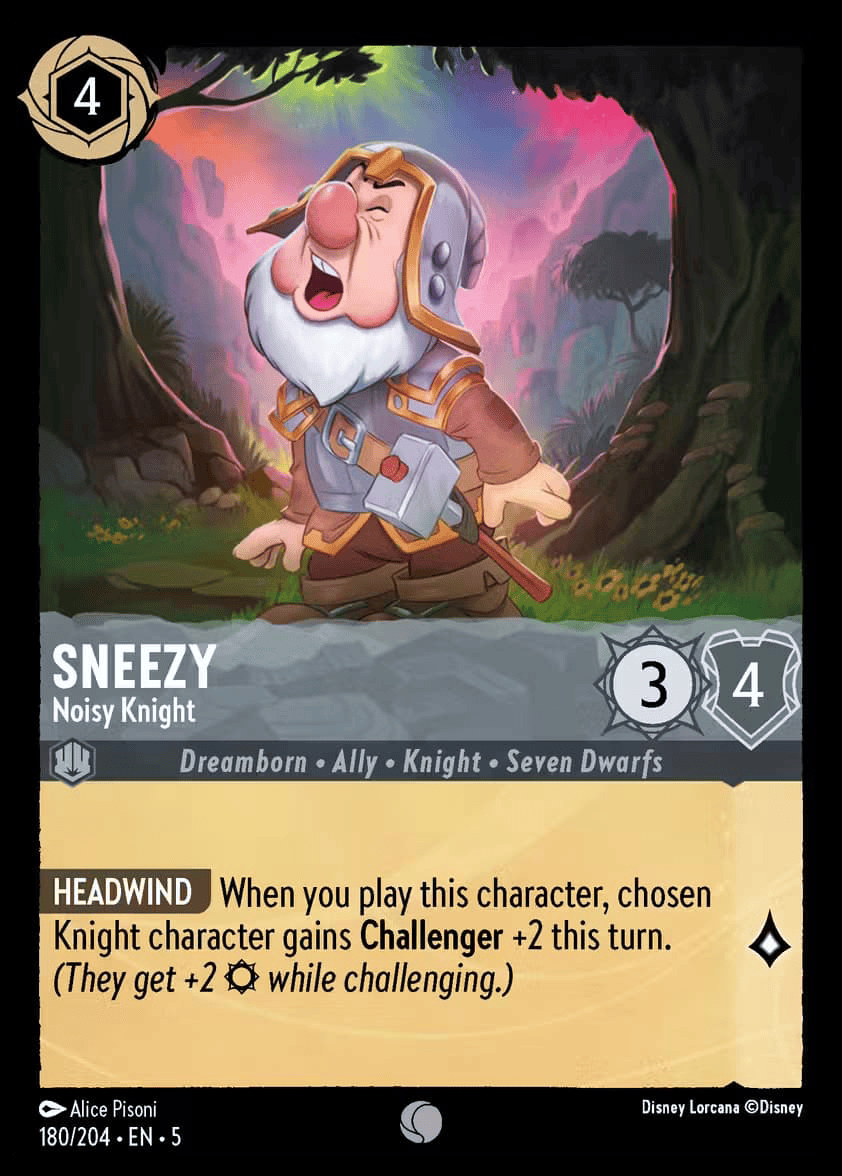 4
SNEEZY
Noisy Knight
3
4
Dreamborn • Ally • Knight • Seven Dwarfs
HEADWIND When you play this character, chosen
Knight character gains Challenger +2 this turn.
(They get +2 while challenging.)
Alice Pisoni
Disney Lorcana ©Disney
180/204 • EN • 5